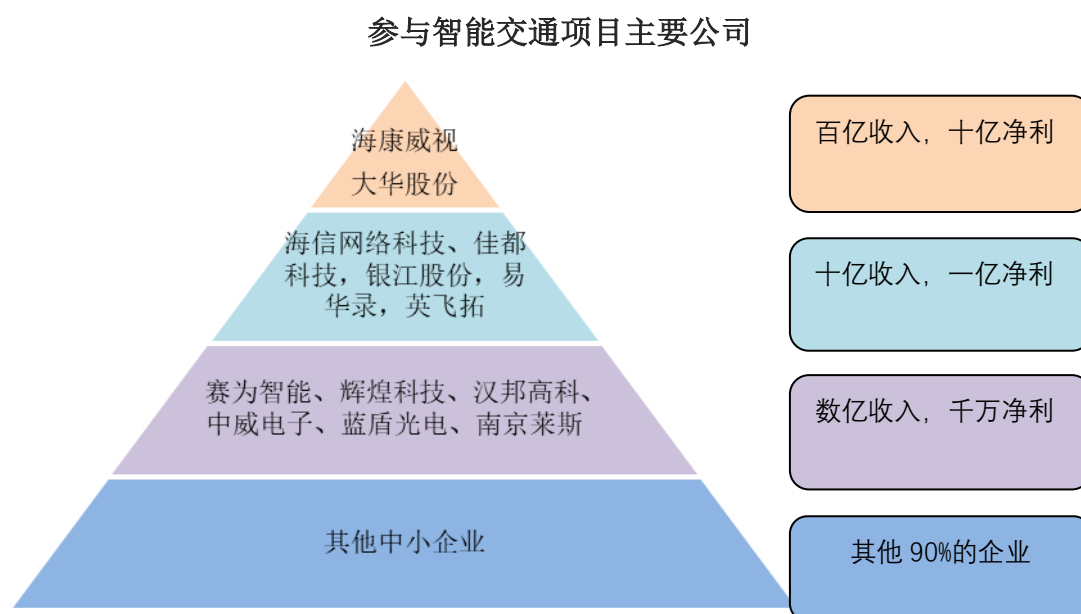 参与智能交通项目主要公司
海康威视
大华股份
百亿收入，十亿净利
海信网络科技、佳都
科技，银江股份，易
华录，英飞拓
十亿收入，一亿净利
赛为智能、辉煌科技、汉邦高科、
中威电子、蓝盾光电、南京莱斯
数亿收入，千万净利
其他中小企业
其他 90%的企业